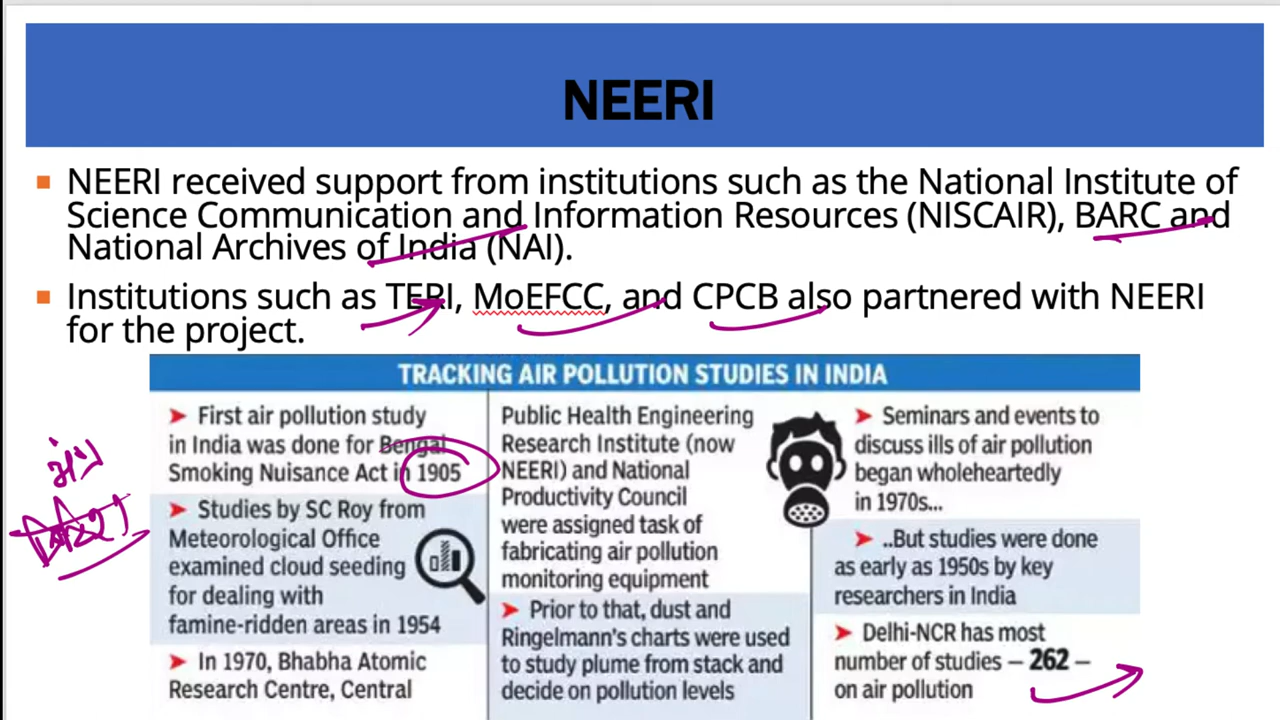 NEERI
NEERI received support from institutions such as the National Institute of
Science Communication and Information Resources (NISCAIR), BARC and
National Archives of India (NAI).
Institutions such as TERI, MoEFCC, and CPCB also partnered with NEERI
for the project.
TRACKING AIR POLLUTION STUDIES IN INDIA
First air pollution study
in India was done for Bengal
Smoking Nuisance Act in 1905
Studies by SC Roy from
Meteorological Office
examined cloud seeding
for dealing with
famine-ridden areas in 1954
In 1970, Bhabha Atomic
Research Centre, Central
Public Health Engineering
Research Institute (now
NEERI) and National
Productivity Council
were assigned task of
fabricating air pollution
monitoring equipment
Prior to that, dust and
Ringelmann's charts were used
to study plume from stack and
decide on pollution levels
Seminars and events to
discuss ills of air pollution
began wholeheartedly
in 1970s...
..But studies were done
as early as 1950s by key
researchers in India
Delhi-NCR has most
number of studies – 262 –
on air pollution